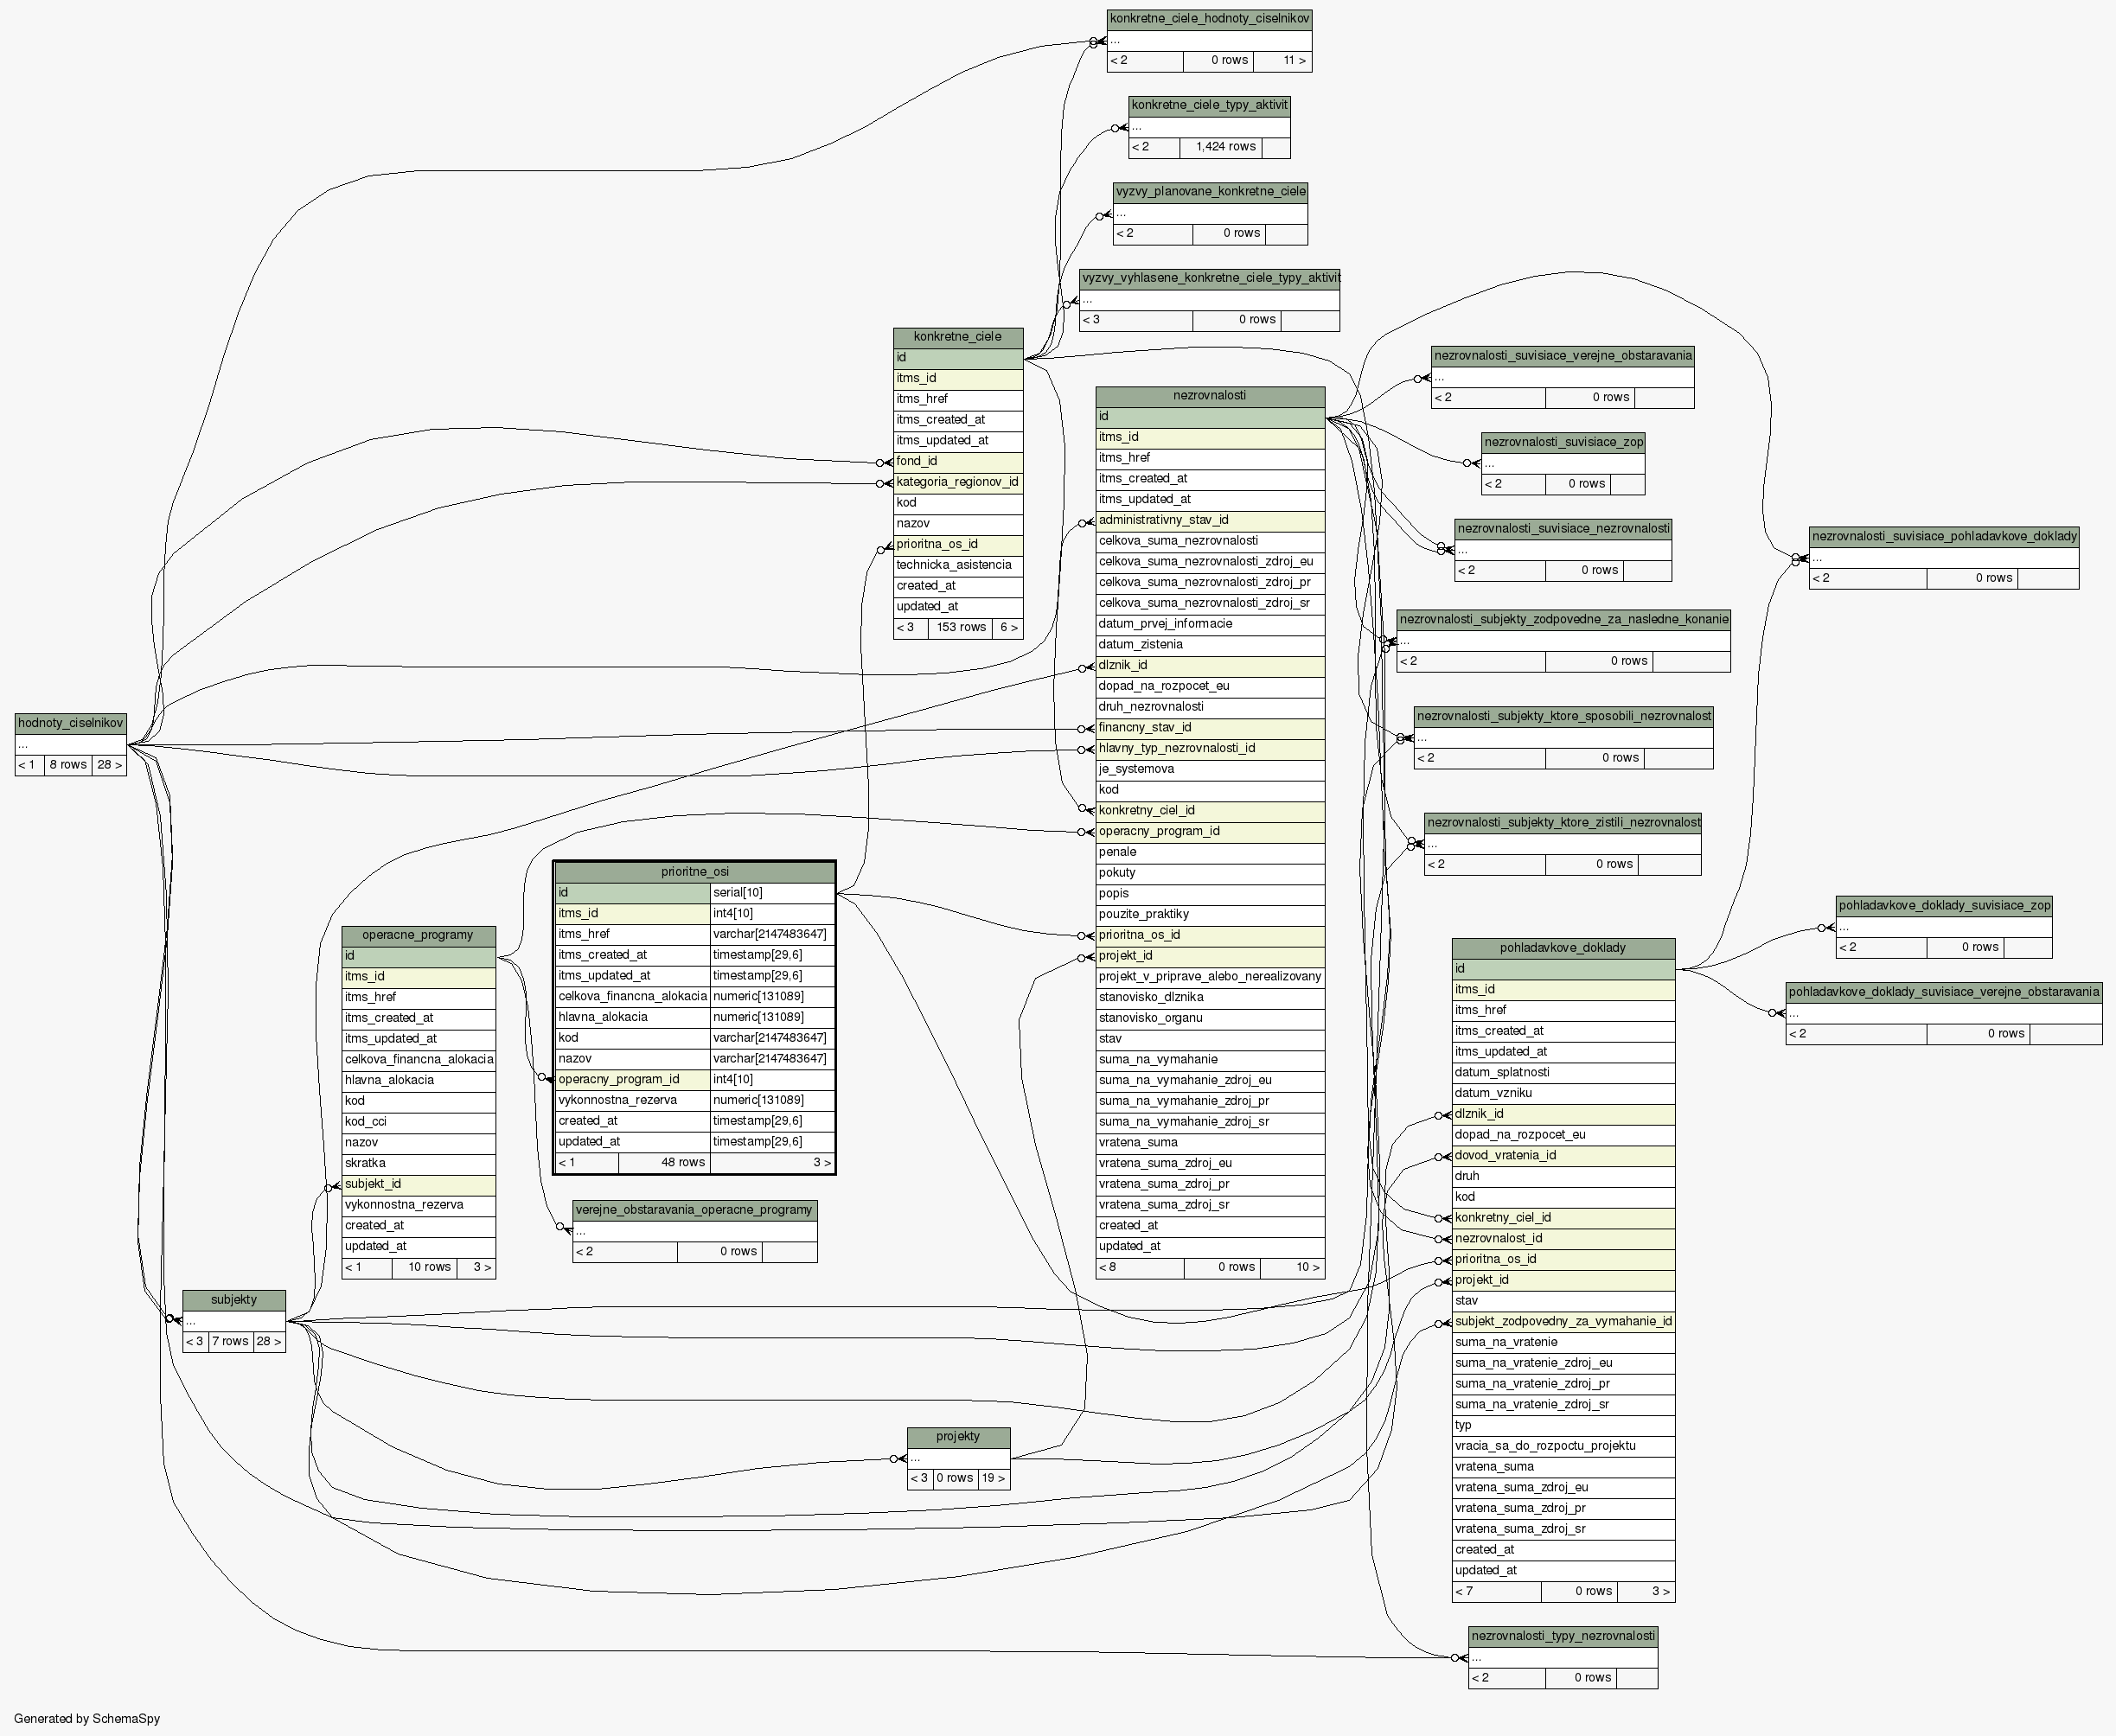 konkretne_ciele_hodnoty_ciselnikov
...
< 2 0 rows 11 >
konkretne_ciele_typy_aktivit
...
< 2 1,424 rows
vyzvy_planovane_konkretne_ciele
...
< 2 0 rows
vyzvy_vyhlasene_konkretne_ciele_typy_aktivit
...
< 3 0 rows
konkretne_ciele
id
itms_id
itms_href
itms_created_at
itms_updated_at
fond_id
kategoria_regionov_id
kod
nazov
prioritna_os_id
technicka_asistencia
created_at
updated_at
< 3 153 rows 6 >
nezrovnalosti
id
itms_id
itms_href
itms_created_at
itms_updated_at
administrativny_stav_id
celkova_suma_nezrovnalosti
celkova_suma_nezrovnalosti_zdroj_eu
celkova_suma_nezrovnalosti_zdroj_pr
celkova_suma_nezrovnalosti_zdroj_sr
datum_prvej_informacie
datum_zistenia
dlznik_id
dopad_na_rozpocet_eu
druh_nezrovnalosti
financny_stav_id
hlavny_typ_nezrovnalosti_id
je_systemova
kod
konkretny_ciel_id
operacny_program_id
penale
pokuty
popis
pouzite_praktiky
prioritna_os_id
projekt_id
projekt_v_priprave_alebo_nerealizovany
stanovisko_dlznika
stanovisko_organu
stav
suma_na_vymahanie
suma_na_vymahanie_zdroj_eu
suma_na_vymahanie_zdroj_pr
suma_na_vymahanie_zdroj_sr
vratena_suma
vratena_suma_zdroj_eu
vratena_suma_zdroj_pr
vratena_suma_zdroj_sr
created_at
updated_at
< 8 0 rows 10 >
nezrovnalosti_suvisiace_verejne_obstaravania
...
< 2 0 rows
nezrovnalosti_suvisiace_zop
...
< 2 0 rows
nezrovnalosti_suvisiace_nezrovnalosti
...
< 2 0 rows
nezrovnalosti_suvisiace_pohladavkove_doklady
...
< 2 0 rows
nezrovnalosti_subjekty_zodpovedne_za_nasledne_konanie
...
< 2 0 rows
nezrovnalosti_subjekty_ktore_sposobili_nezrovnalost
...
< 2 0 rows
nezrovnalosti_subjekty_ktore_zistili_nezrovnalost
...
< 2 0 rows
hodnoty_ciselnikov
...
< 1 8 rows 28 >
prioritne_osi
id serial[10]
itms_id int4[10]
itms_href varchar[2147483647]
itms_created_at timestamp[29,6]
itms_updated_at timestamp[29,6]
celkova_financna_alokacia numeric[131089]
hlavna_alokacia numeric[131089]
kod varchar[2147483647]
nazov varchar[2147483647]
operacny_program_id int4[10]
vykonnostna_rezerva numeric[131089]
created_at timestamp[29,6]
updated_at timestamp[29,6]
< 1 48 rows 3 >
operacne_programy
id
itms_id
itms_href
itms_created_at
itms_updated_at
celkova_financna_alokacia
hlavna_alokacia
kod
kod_cci
nazov
skratka
subjekt_id
vykonnostna_rezerva
created_at
updated_at
< 1 10 rows 3 >
verejne_obstaravania_operacne_programy
...
< 2 0 rows
subjekty
...
< 3 7 rows 28 >
projekty
...
< 3 0 rows 19 >
pohladavkove_doklady_suvisiace_zop
...
< 2 0 rows
pohladavkove_doklady_suvisiace_verejne_obstaravania
...
< 2 0 rows
pohladavkove_doklady
id
itms_id
itms_href
itms_created_at
itms_updated_at
datum_splatnosti
datum_vzniku
dlznik_id
dopad_na_rozpocet_eu
dovod_vratenia_id
druh
kod
konkretny_ciel_id
nezrovnalost_id
prioritna_os_id
projekt_id
stav
subjekt_zodpovedny_za_vymahanie_id
suma_na_vratenie
suma_na_vratenie_zdroj_eu
suma_na_vratenie_zdroj_pr
suma_na_vratenie_zdroj_sr
typ
vracia_sa_do_rozpoctu_projektu
vratena_suma
vratena_suma_zdroj_eu
vratena_suma_zdroj_pr
vratena_suma_zdroj_sr
created_at
updated_at
< 7 0 rows 3 >
nezrovnalosti_typy_nezrovnalosti
...
< 2 0 rows
Generated by SchemaSpy